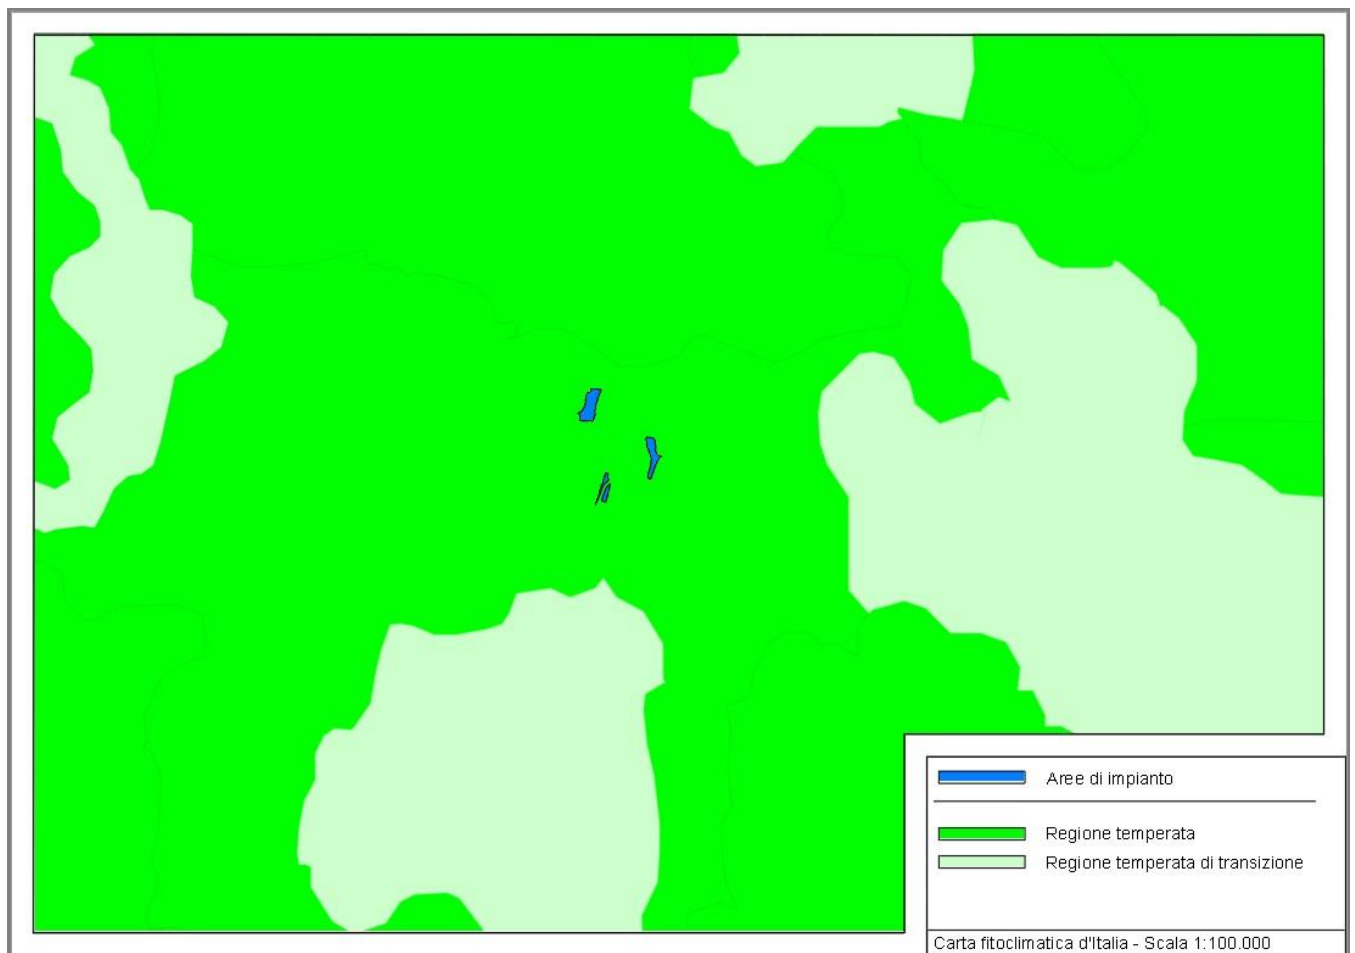 Aree di impianto
Regione temperata
Regione temperata di transizione
Carta fitoclimatica d'Italia - Scala 1:100.000